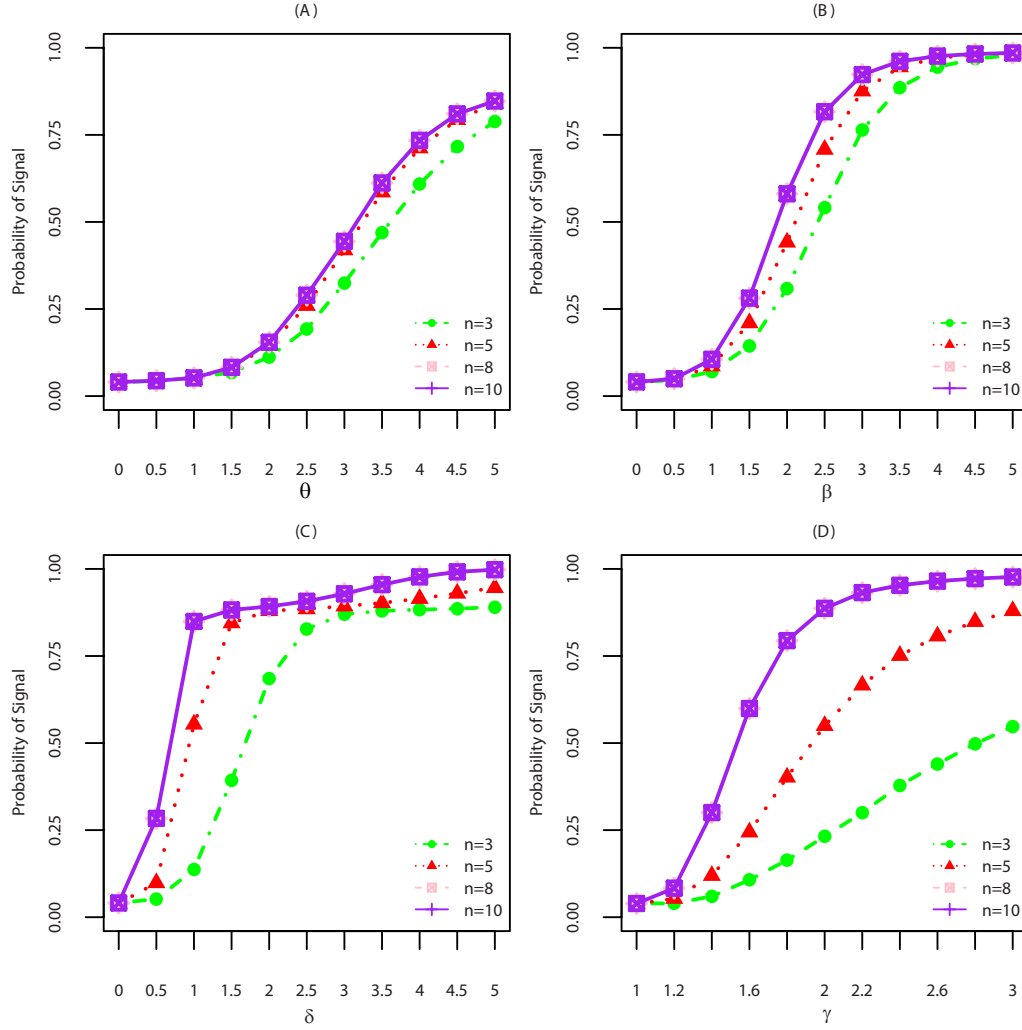 (A)
Probability of Signal
1.00
0.75
0.50
0.25
0.00
n=3
n=5
n=8
n=10
0 0.5 1 1.5 2 2.5 3 3.5 4 4.5 5
θ
(B)
Probability of Signal
1.00
0.75
0.50
0.25
0.00
n=3
n=5
n=8
n=10
0 0.5 1 1.5 2 2.5 3 3.5 4 4.5 5
β
(C)
Probability of Signal
1.00
0.75
0.50
0.25
0.00
n=3
n=5
n=8
n=10
0 0.5 1 1.5 2 2.5 3 3.5 4 4.5 5
δ
(D)
Probability of Signal
1.00
0.75
0.50
0.25
0.00
n=3
n=5
n=8
n=10
1 1.2 1.6 2 2.2 2.6 3
γ